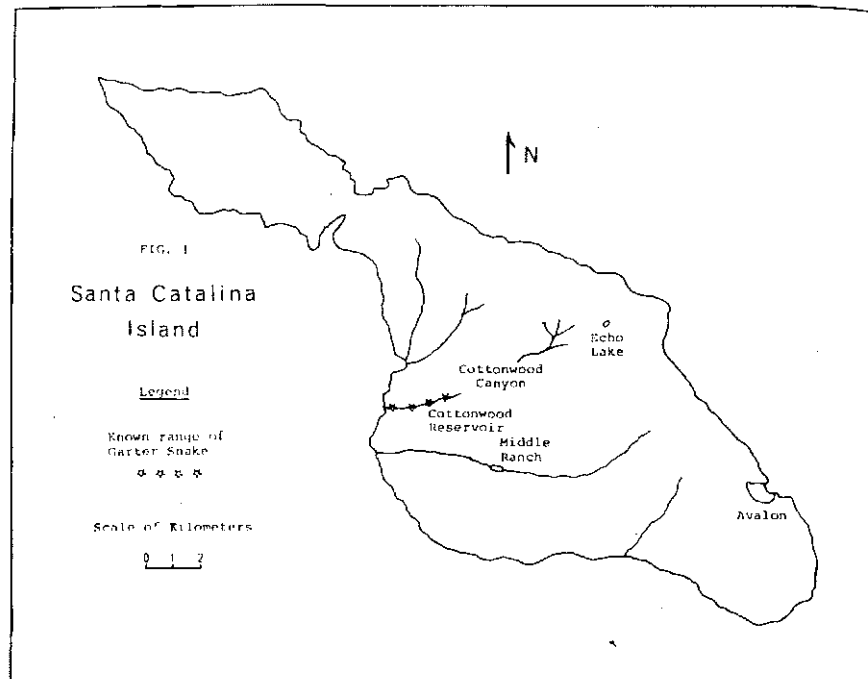 N
FIG. 1
Santa Catalina
Island
Legend
Known range of
Garter Snake
Scale of Kilometers
0 1 2
Echo
Lake
Cottonwood
Canyon
Cottonwood
Reservoir
Middle
Ranch
Avalon